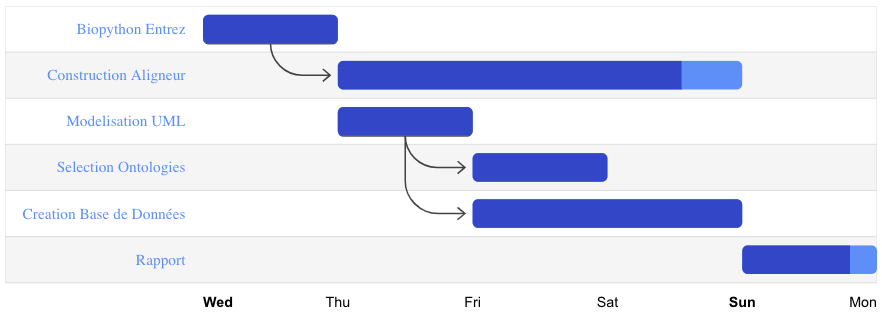 Biopython Entrez
Construction Aligneur
Modelisation UML
Selection Ontologies
Creation Base de Données
Rapport
Wed Thu Fri Sat Sun Mon